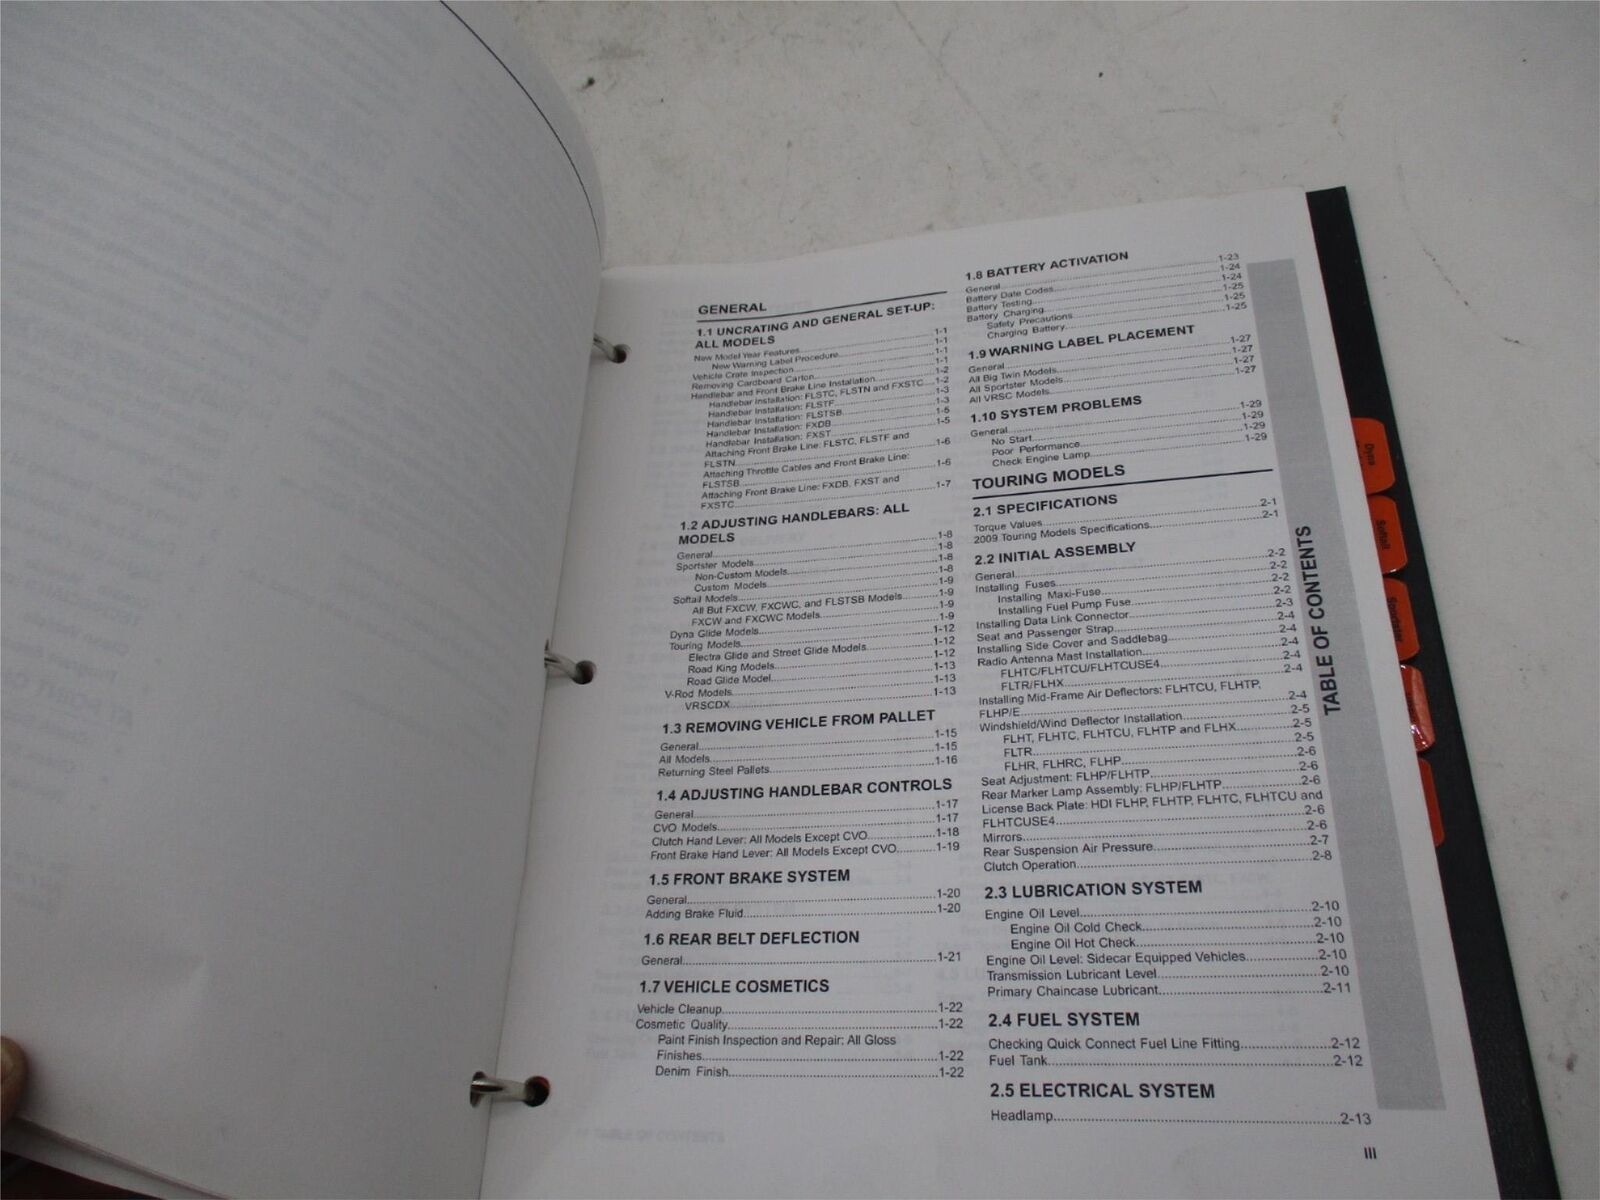 GENERAL
1.1 UNCRATING AND GENERAL SET-UP:
ALL MODELS
New Model Year Features 1-1
New Warning Label Procedure 1-1
Vehicle Crate Inspection 1-1
Removing Cardboard Carton 1-1
Handlebar and Front Brake Line Installation 1-2
Handlebar Installation: FLSTC, FLSTN and FXSTC 1-2
Handlebar Installation: FLSTF 1-3
Handlebar Installation: FLSTSB 1-3
Handlebar Installation: FXDB 1-5
Handlebar Installation: FXST 1-5
Attaching Front Brake Line: FLSTC, FLSTF and
FLSTN 1-6
Attaching Throttle Cables and Front Brake Line:
FLSTSB 1-6
Attaching Front Brake Line: FXDB, FXST and
FXSTC 1-7
1.2 ADJUSTING HANDLEBARS: ALL
MODELS
General 1-8
Sportster Models 1-8
Non-Custom Models 1-8
Custom Models 1-8
Softail Models 1-9
All But FXCW, FXCWC, and FLSTSB Models 1-9
FXCW and FXCWC Models 1-9
Dyna Glide Models 1-9
Touring Models 1-12
Electra Glide and Street Glide Models 1-12
Road King Models 1-12
Road Glide Model 1-13
V-Rod Models 1-13
VRSCDX 1-13
1.3 REMOVING VEHICLE FROM PALLET
General 1-15
All Models 1-15
Returning Steel Pallets 1-16
1.4 ADJUSTING HANDLEBAR CONTROLS
General 1-17
CVO Models 1-17
Clutch Hand Lever: All Models Except CVO 1-18
Front Brake Hand Lever: All Models Except CVO 1-19
1.5 FRONT BRAKE SYSTEM
General 1-20
Adding Brake Fluid 1-20
1.6 REAR BELT DEFLECTION
General 1-21
1.7 VEHICLE COSMETICS
Vehicle Cleanup 1-22
Cosmetic Quality 1-22
Paint Finish Inspection and Repair: All Gloss
Finishes 1-22
Denim Finish 1-22
1.8 BATTERY ACTIVATION
General 1-23
Battery Date Codes 1-24
Battery Testing 1-24
Battery Charging 1-25
Safety Precautions 1-25
Charging Battery 1-25
1.9 WARNING LABEL PLACEMENT
General 1-27
All Big Twin Models 1-27
All Sportster Models 1-27
All VRSC Models 1-27
1.10 SYSTEM PROBLEMS
General 1-29
No Start 1-29
Poor Performance 1-29
Check Engine Lamp 1-29
TOURING MODELS
2.1 SPECIFICATIONS
Torque Values 2-1
2009 Touring Models Specifications 2-1
2.2 INITIAL ASSEMBLY
General 2-2
Installing Fuses 2-2
Installing Maxi-Fuse 2-2
Installing Fuel Pump Fuse 2-2
Installing Data Link Connector 2-3
Seat and Passenger Strap 2-4
Installing Side Cover and Saddlebag 2-4
Radio Antenna Mast Installation 2-4
FLHTC/FLHTCU/FLHTCUSE4 2-4
FLTR/FLHX 2-4
Installing Mid-Frame Air Deflectors: FLHTCU, FLHTP,
FLHP/E 2-4
Windshield/Wind Deflector Installation 2-5
FLHT, FLHTC, FLHTCU, FLHTP and FLHX 2-5
FLTR 2-5
FLHR, FLHRC, FLHP 2-6
Seat Adjustment: FLHP/FLHTP 2-6
Rear Marker Lamp Assembly: FLHP/FLHTP 2-6
License Back Plate: HDI FLHP, FLHTP, FLHTC, FLHTCU and
FLHTCUSE4 2-6
Mirrors 2-6
Rear Suspension Air Pressure 2-7
Clutch Operation 2-8
2.3 LUBRICATION SYSTEM
Engine Oil Level 2-10
Engine Oil Cold Check 2-10
Engine Oil Hot Check 2-10
Engine Oil Level: Sidecar Equipped Vehicles 2-10
Transmission Lubricant Level 2-10
Primary Chaincase Lubricant 2-11
2.4 FUEL SYSTEM
Checking Quick Connect Fuel Line Fitting 2-12
Fuel Tank 2-12
2.5 ELECTRICAL SYSTEM
Headlamp 2-13
TABLE OF CONTENTS
III
Dyna
Softail
Sportster